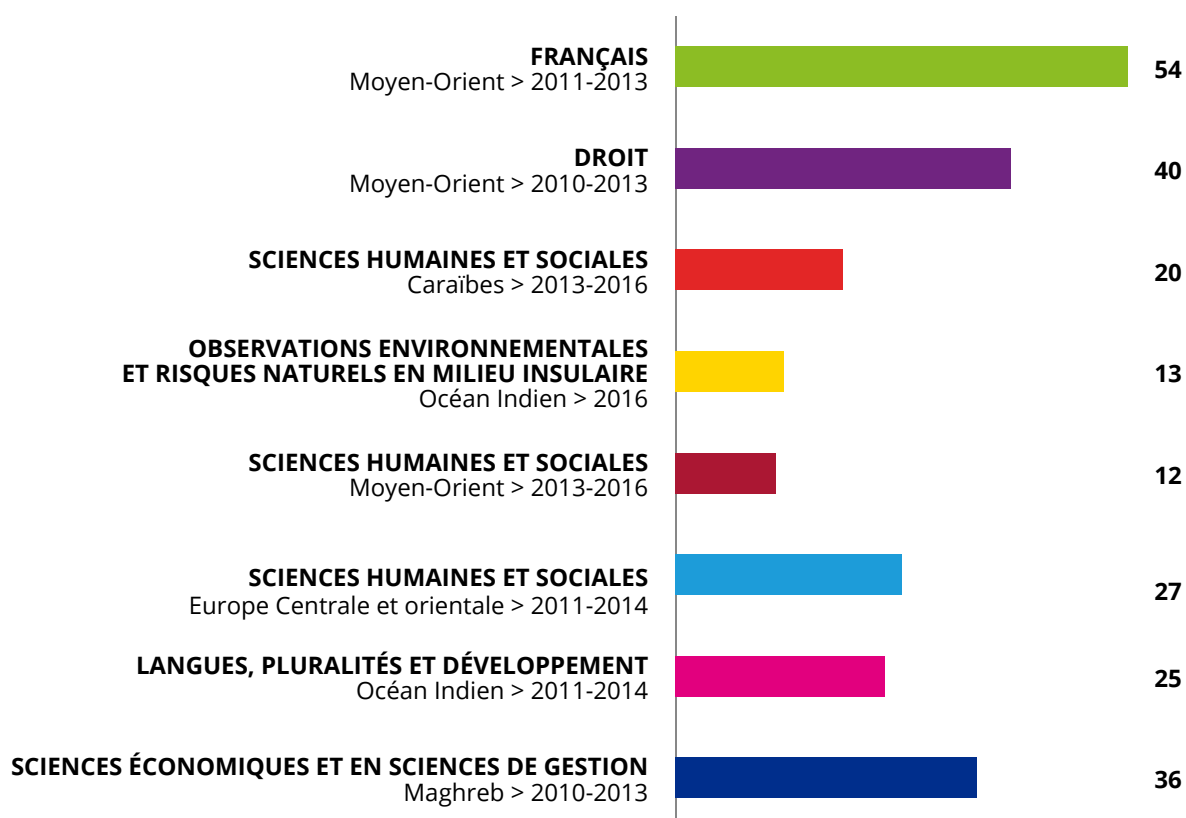 FRANÇAIS
Moyen-Orient > 2011-2013
54
DROIT
Moyen-Orient > 2010-2013
40
SCIENCES HUMAINES ET SOCIALES
Caraïbes > 2013-2016
20
OBSERVATIONS ENVIRONNEMENTALES
ET RISQUES NATURELS EN MILIEU INSULAIRE
Océan Indien > 2016
13
SCIENCES HUMAINES ET SOCIALES
Moyen-Orient > 2013-2016
12
SCIENCES HUMAINES ET SOCIALES
Europe Centrale et orientale > 2011-2014
27
LANGUES, PLURALITÉS ET DÉVELOPPEMENT
Océan Indien > 2011-2014
25
SCIENCES ÉCONOMIQUES ET EN SCIENCES DE GESTION
Maghreb > 2010-2013
36